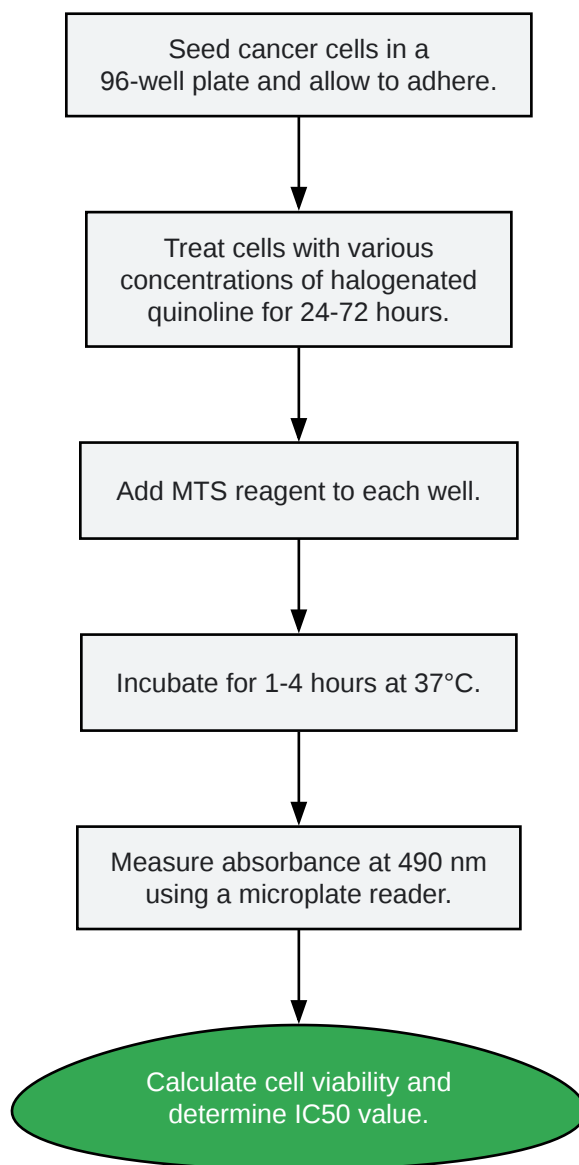 Seed cancer cells in a
96-well plate and allow to adhere.
Treat cells with various
concentrations of halogenated
quinoline for 24-72 hours.
Add MTS reagent to each well.
Incubate for 1-4 hours at 37°C.
Measure absorbance at 490 nm
using a microplate reader.
Calculate cell viability and
determine IC50 value.